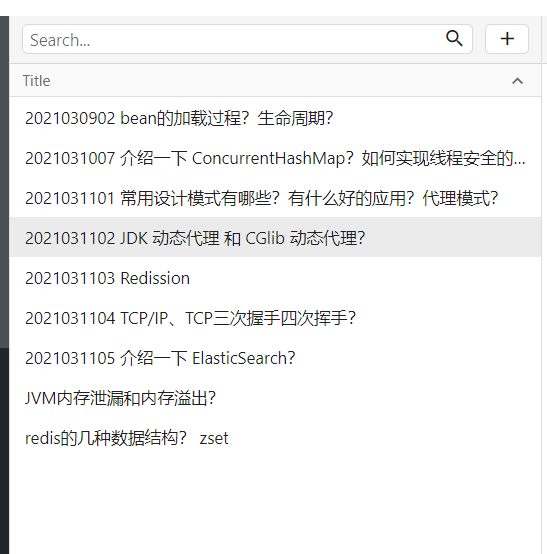 Search...
Title
2021030902 bean的加载过程？生命周期？
2021031007 介绍一下 ConcurrentHashMap？如何实现线程安全的...
2021031101 常用设计模式有哪些？有什么好的应用？代理模式？
2021031102 JDK 动态代理 和 CGlib 动态代理？
2021031103 Redission
2021031104 TCP/IP、TCP三次握手四次挥手？
2021031105 介绍一下 ElasticSearch？
JVM内存泄漏和内存溢出？
redis的几种数据结构？ zset